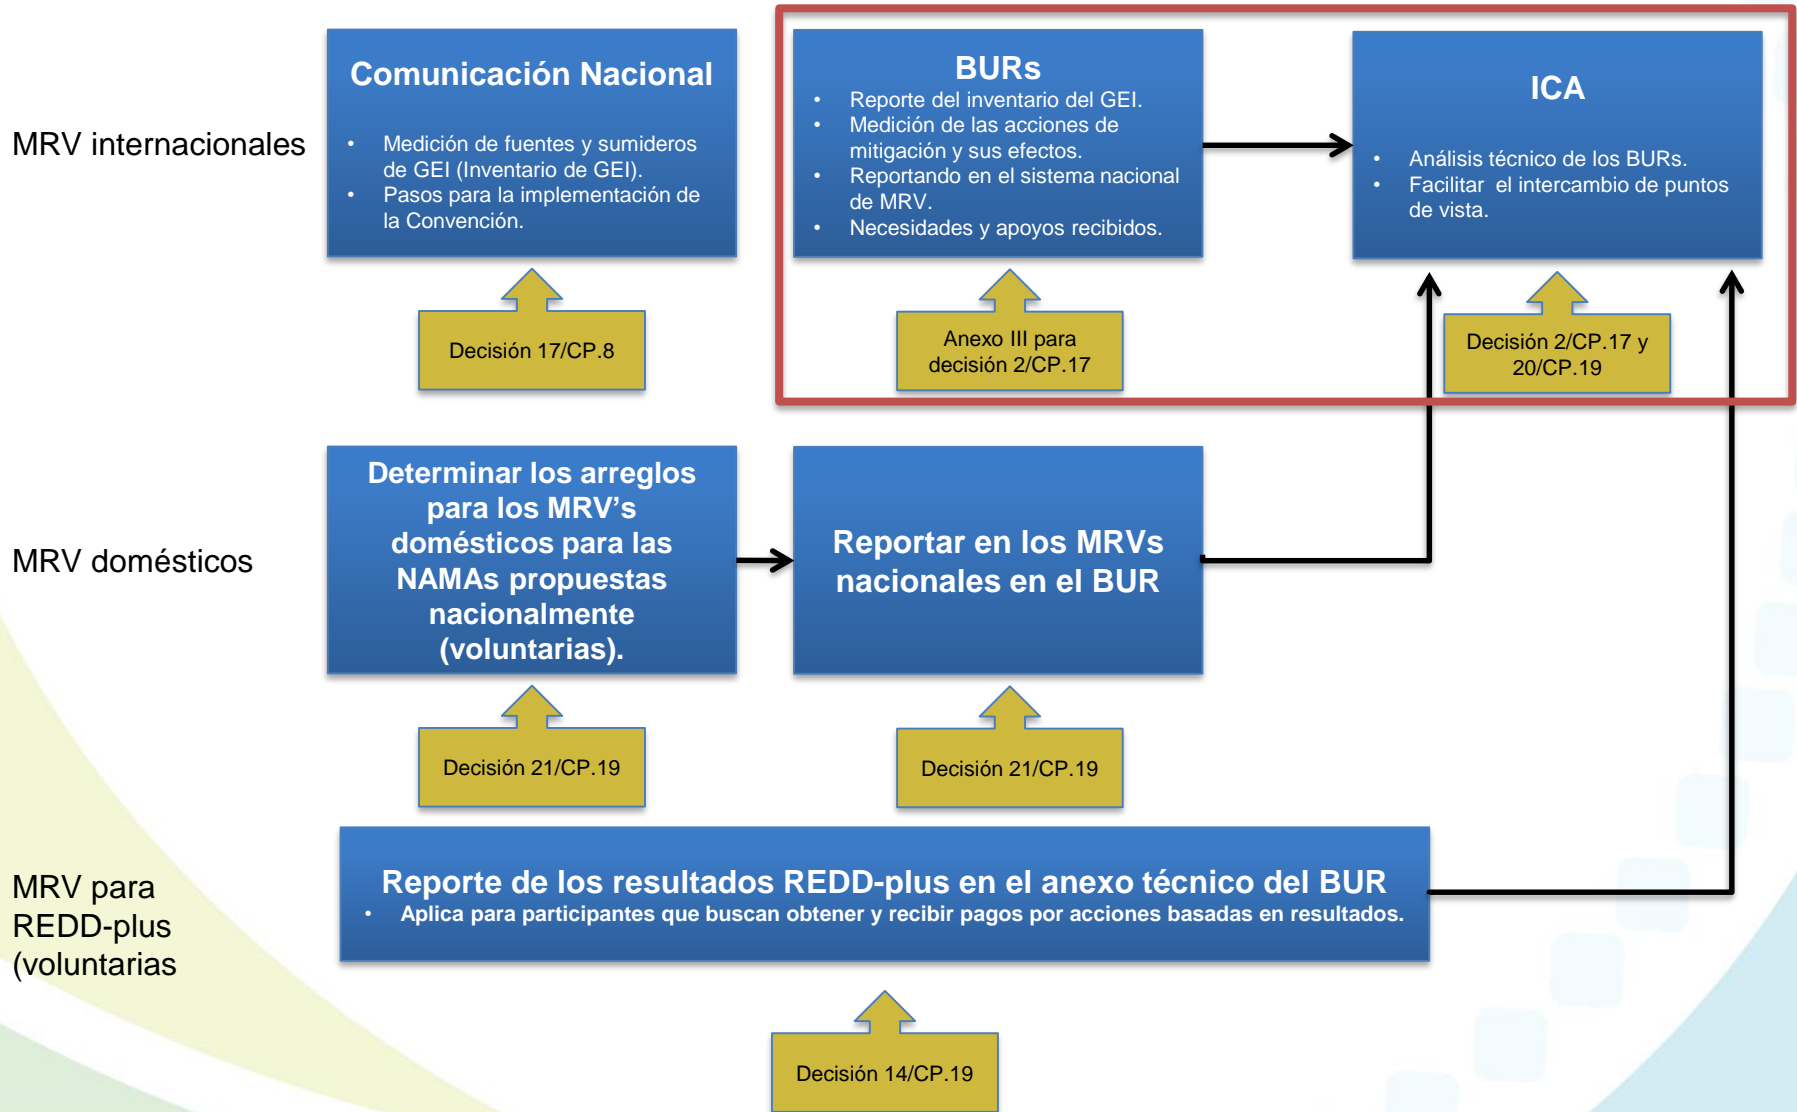 MRV internacionales
Comunicación Nacional
• Medición de fuentes y sumideros
de GEI (Inventario de GEI).
• Pasos para la implementación de
la Convención.
BURs
• Reporte del inventario del GEI.
• Medición de las acciones de
mitigación y sus efectos.
• Reportando en el sistema nacional
de MRV.
• Necesidades y apoyos recibidos.
ICA
• Análisis técnico de los BURs.
• Facilitar el intercambio de puntos
de vista.
Decisión 17/CP.8
Anexo III para
decisión 2/CP.17
Decisión 2/CP.17 y
20/CP.19
MRV domésticos
Determinar los arreglos
para los MRV’s
domésticos para las
NAMAs propuestas
nacionalmente
(voluntarias).
Reportar en los MRVs
nacionales en el BUR
Decisión 21/CP.19
Decisión 21/CP.19
MRV para
REDD-plus
(voluntarias
Reporte de los resultados REDD-plus en el anexo técnico del BUR
• Aplica para participantes que buscan obtener y recibir pagos por acciones basadas en resultados.
Decisión 14/CP.19